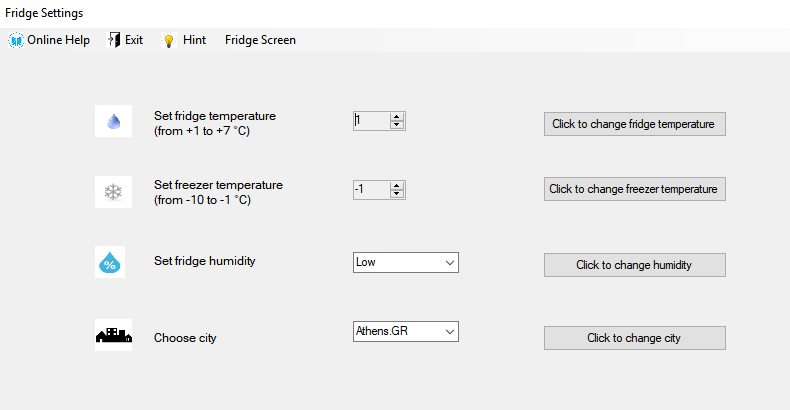 Fridge Settings
Online Help Exit Hint Fridge Screen
Set fridge temperature
(from +1 to +7 °C)
1
Click to change fridge temperature
Set freezer temperature
(from -10 to -1 °C)
-1
Click to change freezer temperature
%
Set fridge humidity
Low
Click to change humidity
Choose city
Athens.GR
Click to change city